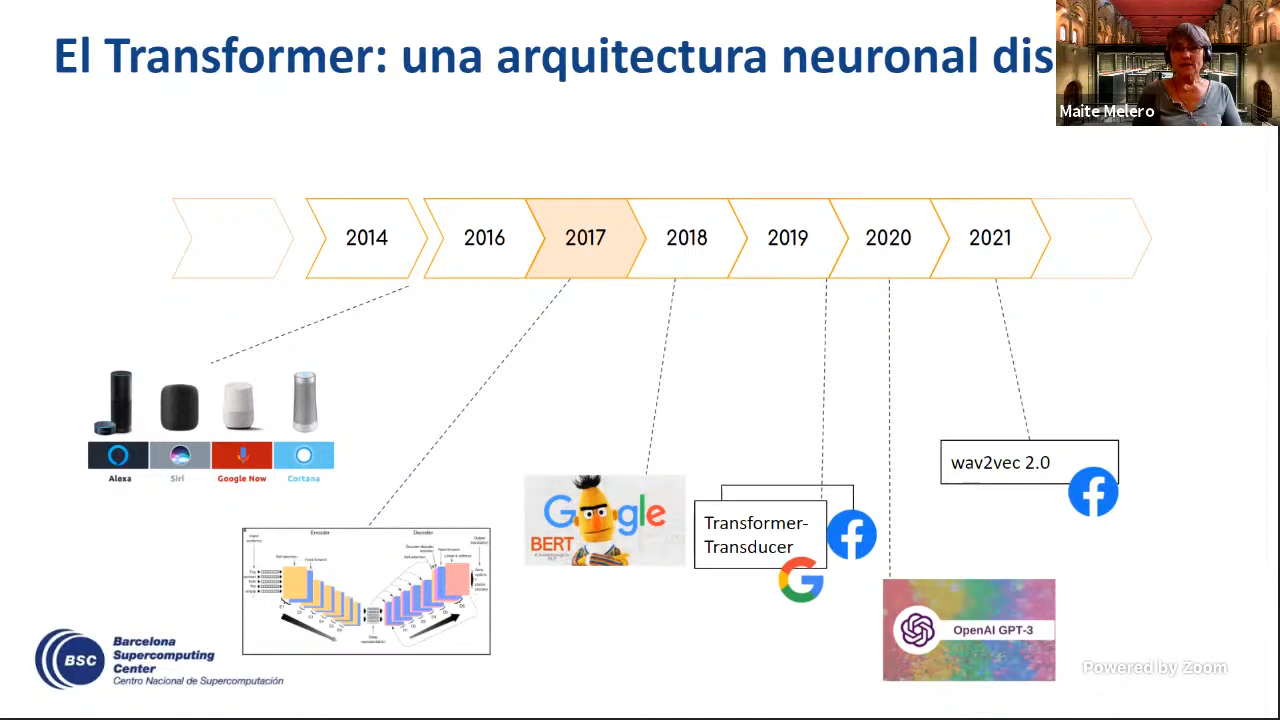 El Transformer: una arquitectura neuronal dis
Maite Melero
2014
2016
2017
2018
2019
2020
2021
Alexa
Siri
Google Now
Cortana
Encoder
Decoder
Google
BERT
Transformer-
Transducer
wav2vec 2.0
OpenAI GPT-3
BSC
Barcelona
Supercomputing
Center
Centro Nacional de Supercomputación
Powered by Zoom